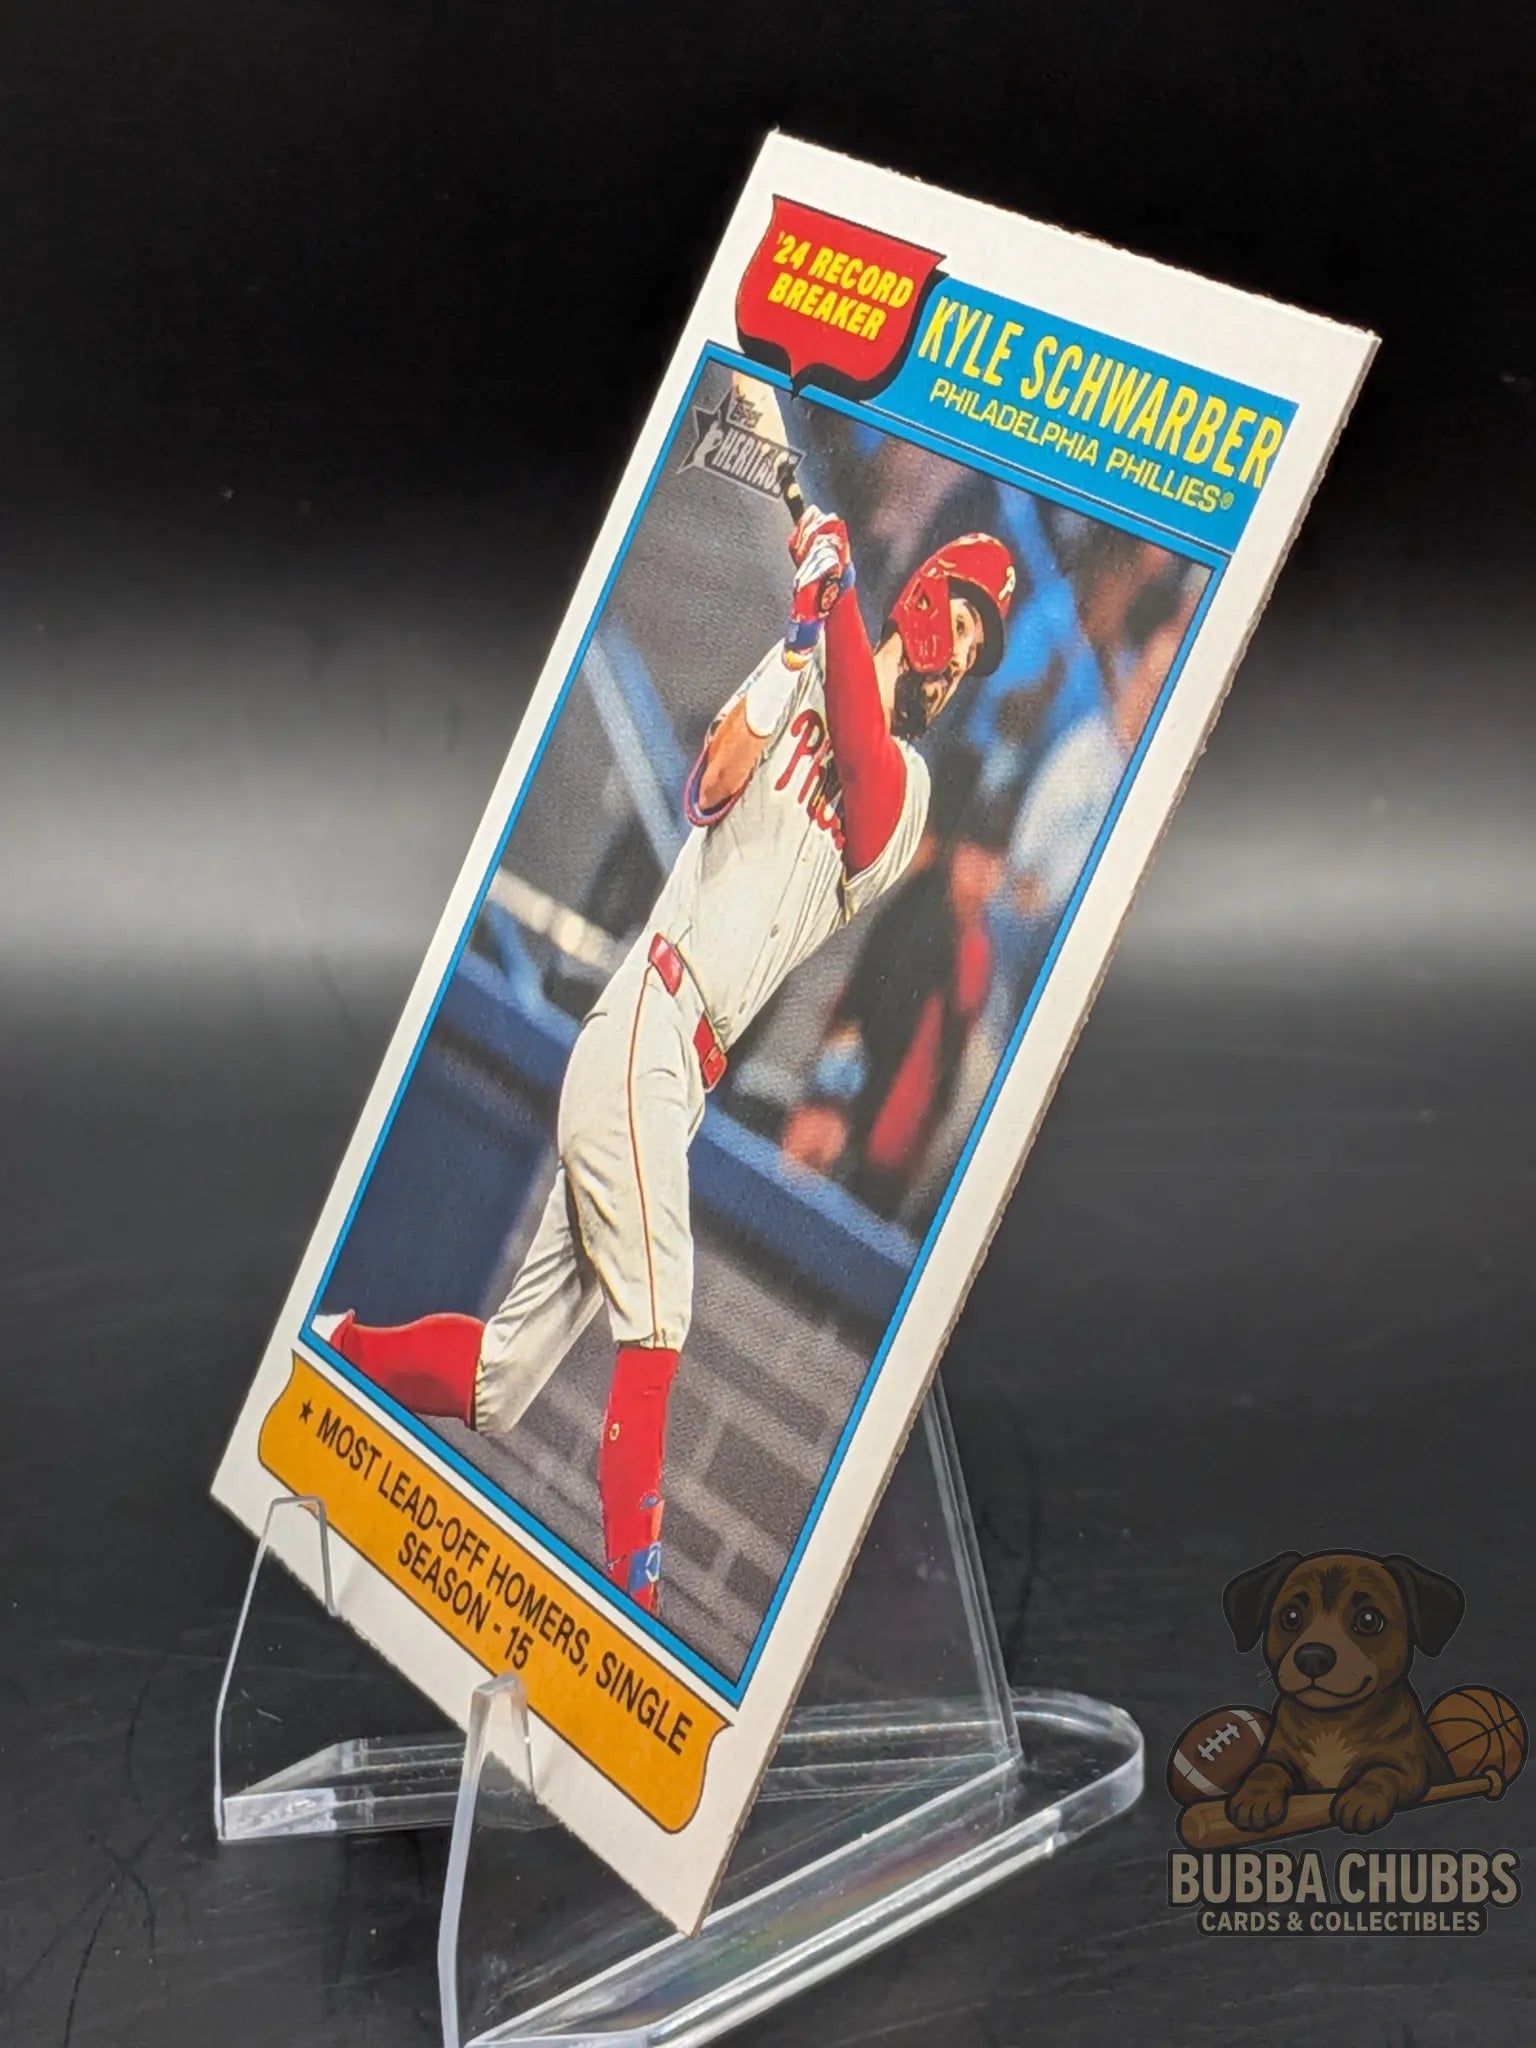 '24 RECORD
BREAKER
KYLE SCHWARBER
PHILADELPHIA PHILLIES®
Topps
HERITAGE
Phil
P
★ MOST LEAD-OFF HOMERS, SINGLE
SEASON - 15
BUBBA CHUBBS
CARDS & COLLECTIBLES